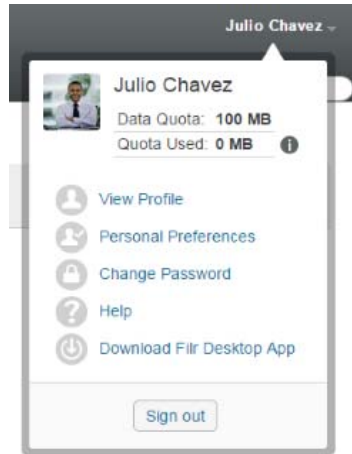 Julio Chavez
Julio Chavez
Data Quota: 100 MB
Quota Used: 0 MB
View Profile
Personal Preferences
Change Password
Help
Download Filr Desktop App
Sign out